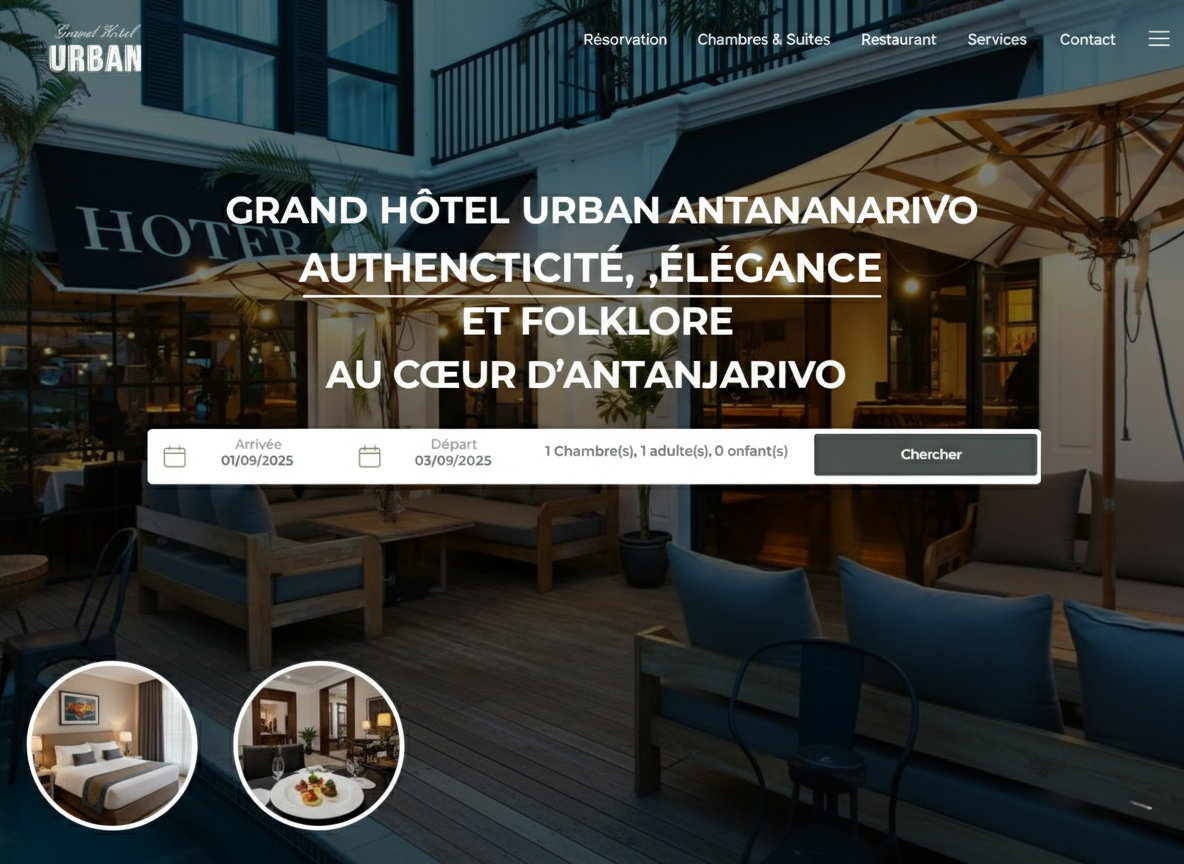 Grand Hotel
URBAN
Résorvation
Chambres & Suites
Restaurant
Services
Contact
HOTER
GRAND HÔTEL URBAN ANTANANARIVO
AUTHENCTICITÉ, ,ÉLÉGANCE
ET FOLKLORE
AU CŒUR D’ANTANJARIVO
Arrivée
01/09/2025
Départ
03/09/2025
1 Chambre(s), 1 adulte(s), 0 onfant(s)
Chercher